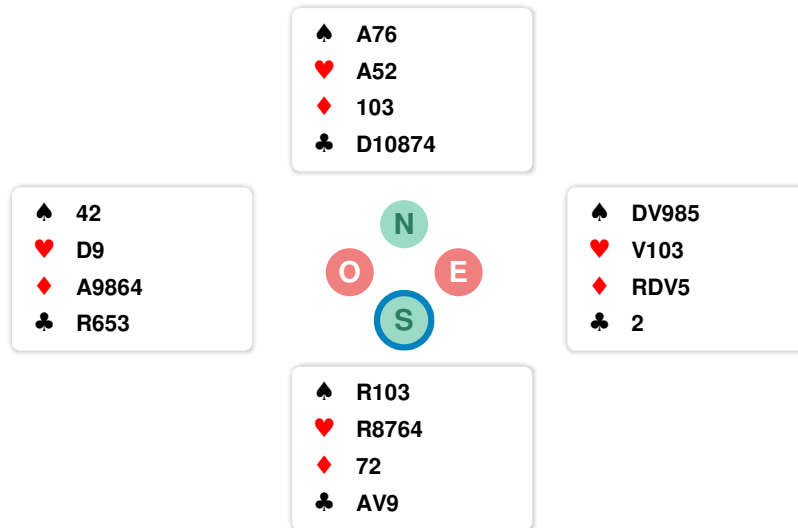 ♠ A76
♥ A52
♦ 103
♣ D10874
♠ 42
♥ D9
♦ A9864
♣ R653
N
O E
S
♠ DV985
♥ V103
♦ RDV5
♣ 2
♠ R103
♥ R8764
♦ 72
♣ AV9